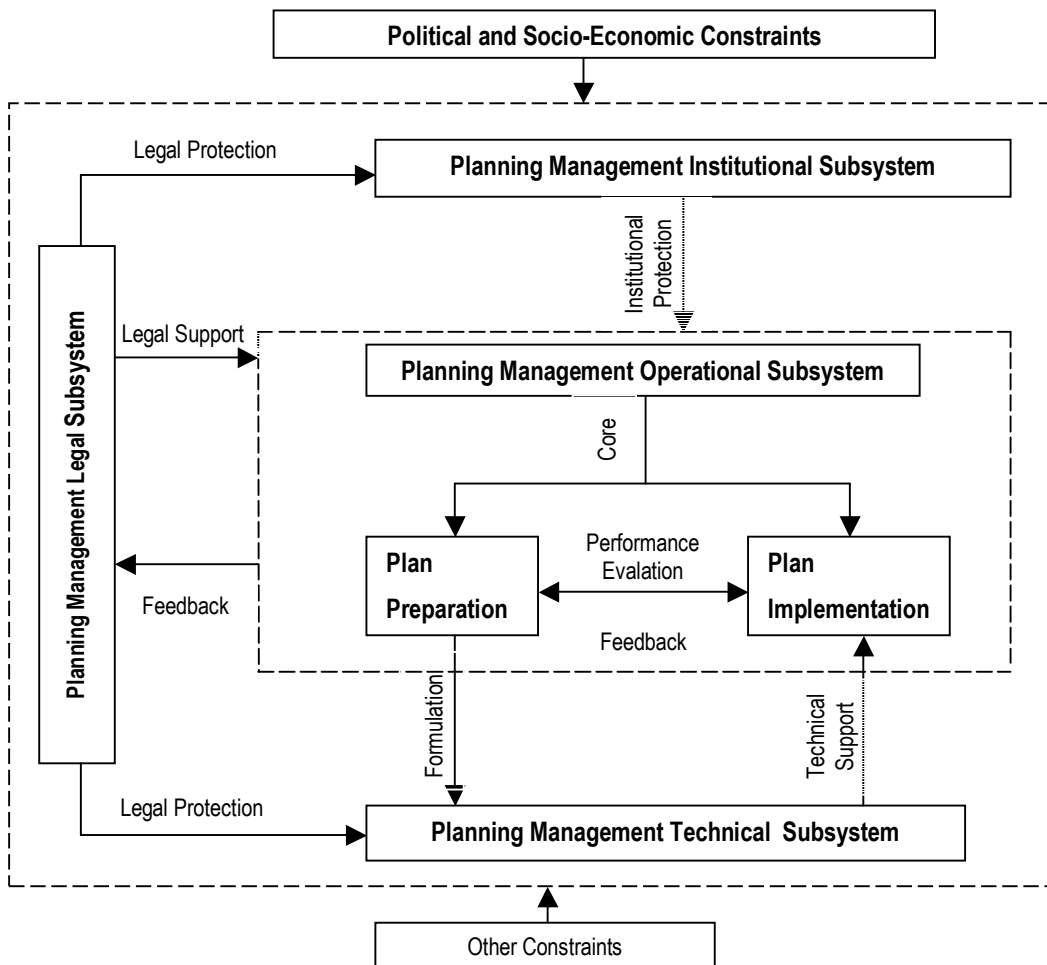 Political and Socio-Economic Constraints
Legal Protection
Planning Management Institutional Subsystem
Institutional
Protection
Planning Management Legal Subsystem
Legal Support
Planning Management Operational Subsystem
Core
Plan
Preparation
Performance
Evalation
Plan
Implementation
Feedback
Feedback
Formulation
Technical
Support
Legal Protection
Planning Management Technical Subsystem
Other Constraints